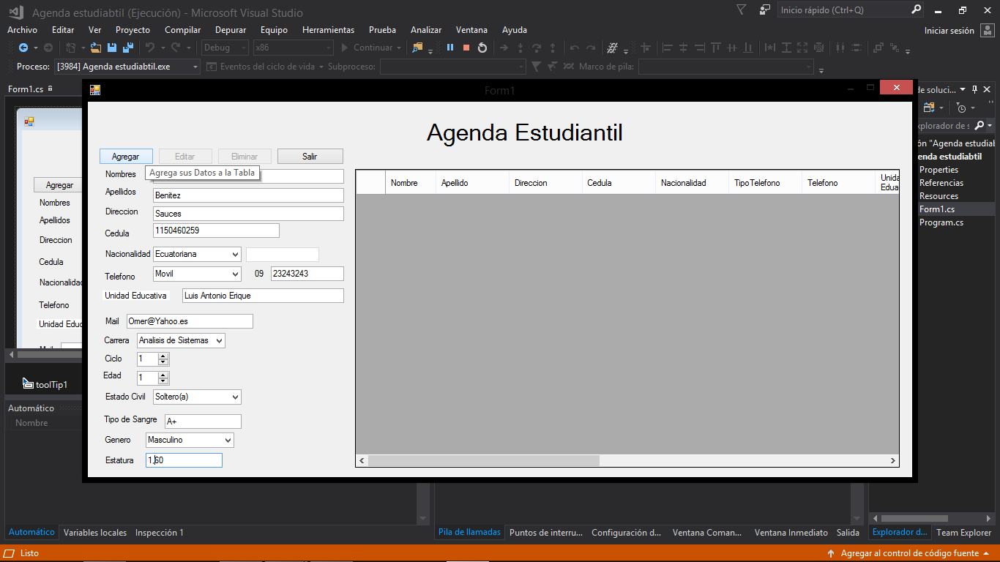 Agenda estudiabtil (Ejecución) - Microsoft Visual Studio
Inicio rápido (Ctrl+Q)
Archivo Editar Ver Proyecto Compilar Depurar Equipo Herramientas Prueba Analizar Ventana Ayuda
Iniciar sesión
Debug x86 Continuar
Proceso: [3984] Agenda estudiabtil.exe Eventos del ciclo de vida Subproceso: Marco de pila:
Form1.cs
Form1
de soluci...
Agenda Estudiantil
Agregar Editar Eliminar Salir
Agrega sus Datos a la Tabla
Nombres
Apellidos Benitez
Direccion Sauces
Cedula 1150460259
Nacionalidad Ecuatoriana
Telefono Movil 09 23243243
Unidad Educativa Luis Antonio Erique
Mail Omer@Yahoo.es
Carrera Analisis de Sistemas
Ciclo 1
Edad 1
Estado Civil Soltero(a)
Tipo de Sangre A+
Genero Masculino
Estatura 1,60
Nombre Apellido Direccion Cedula Nacionalidad TipoTelefono Telefono Unida
Edua
Agregar
Nombres
Apellidos
Direccion
Cedula
Nacionalidad
Telefono
Unidad Educ
toolTip1
Automático
Nombre
xplorador de s
ón "Agenda estudiab
enda estudiabtil
Properties
Referencias
Resources
Form1.cs
Program.cs
Automático Variables locales Inspección 1
Pila de llamadas Puntos de interru... Configuración d... Ventana Coman... Ventana Inmediato Salida
Explorador d... Team Explorer
Listo
Agregar al control de código fuente